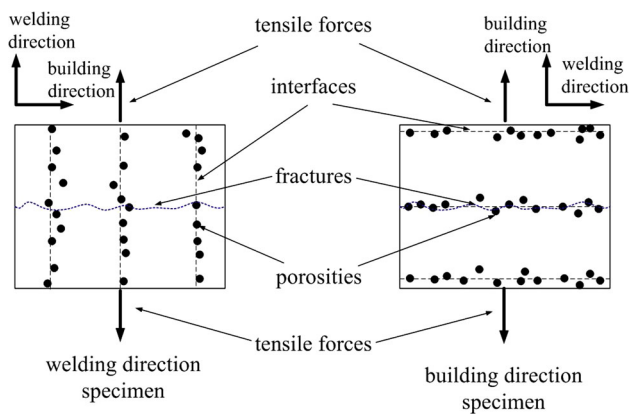 welding
direction
building
direction
tensile forces
building
direction
welding
direction
interfaces
fractures
porosities
tensile forces
welding direction
specimen
building direction
specimen